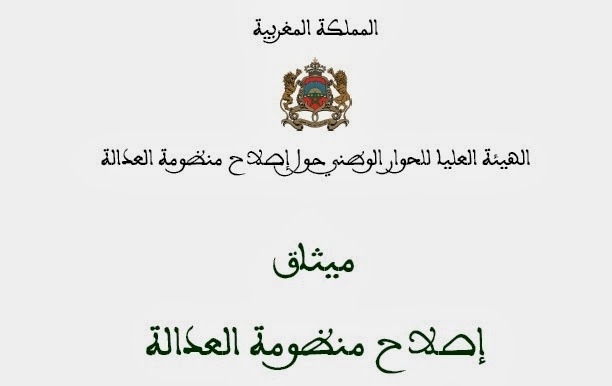 المملكة المغربية
الهيئة العليا للحوار الوطني حول إصلاح منظومة العدالة
ميثاق
إصلاح منظومة العدالة